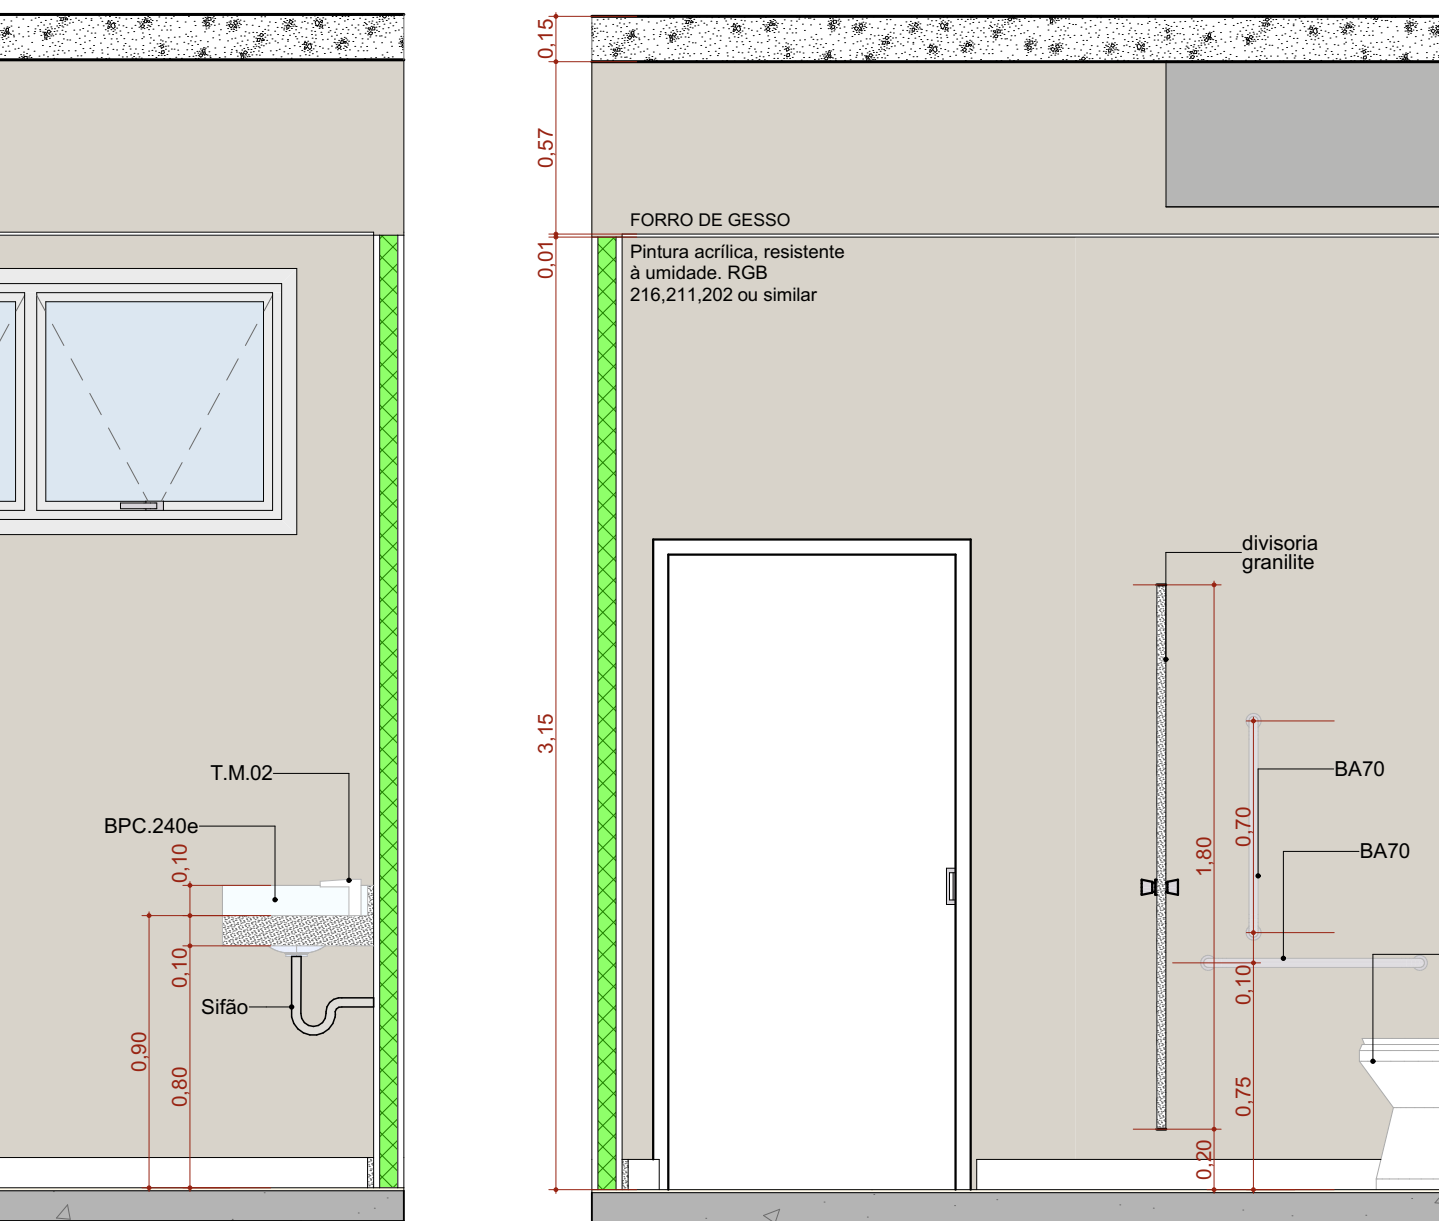 T.M.02
BPC.240e
0,10
0,10
Sifão
0,90
0,80
0,15
0,57
0,01
3,15
FORRO DE GESSO
Pintura acrílica, resistente
à umidade. RGB
216,211,202 ou similar
divisoria
granilite
BA70
BA70
1,80
0,70
0,10
0,75
0,20